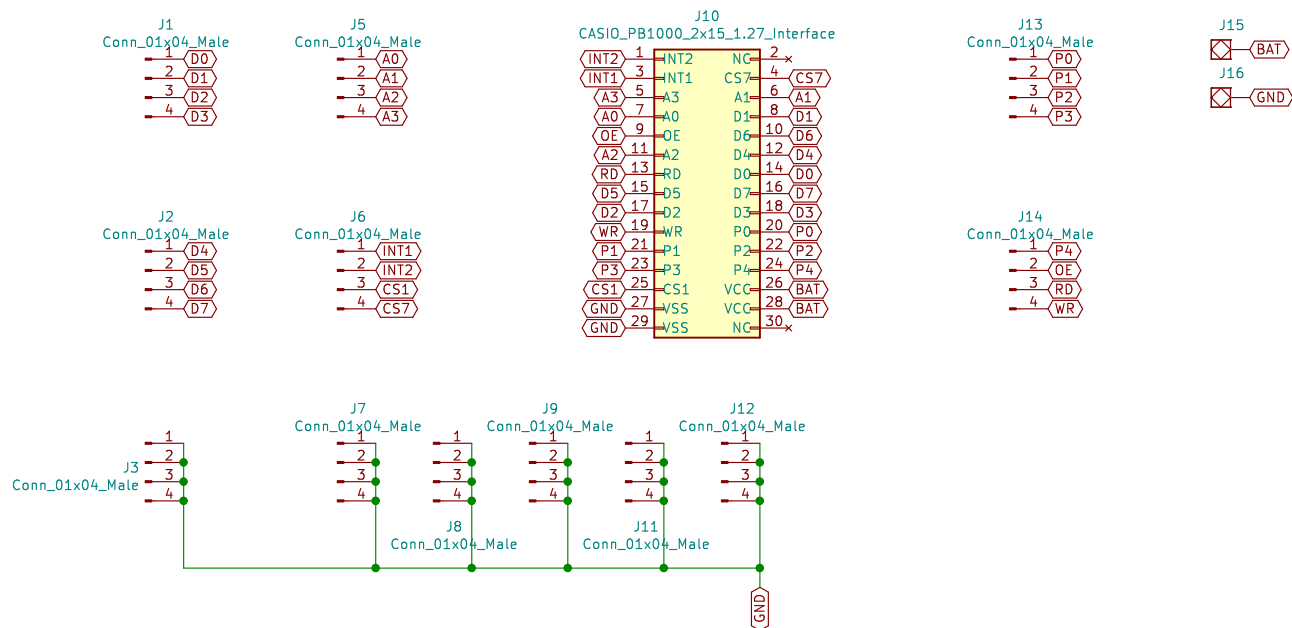 J1
Conn_01x04_Male
1 D0
2 D1
3 D2
4 D3
J5
Conn_01x04_Male
1 A0
2 A1
3 A2
4 A3
J10
CASIO_PB1000_2x15_1.27_Interface
INT2 1 INT2 NC 2
INT1 3 INT1 CS7 4 CS7
A3 5 A3 A1 6 A1
A0 7 A0 D1 8 D1
OE 9 OE D6 10 D6
A2 11 A2 D4 12 D4
RD 13 RD D0 14 D0
D5 15 D5 D7 16 D7
D2 17 D2 D3 18 D3
WR 19 WR P0 20 P0
P1 21 P1 P2 22 P2
P3 23 P3 P4 24 P4
CS1 25 CS1 VCC 26 BAT
GND 27 VSS VCC 28 BAT
GND 29 VSS NC 30
J13
Conn_01x04_Male
1 P0
2 P1
3 P2
4 P3
J15
BAT
J16
GND
J2
Conn_01x04_Male
1 D4
2 D5
3 D6
4 D7
J6
Conn_01x04_Male
1 INT1
2 INT2
3 CS1
4 CS7
J14
Conn_01x04_Male
1 P4
2 OE
3 RD
4 WR
J3
Conn_01x04_Male
1
2
3
4
J7
Conn_01x04_Male
1
2
3
4
1
2
3
4
J8
Conn_01x04_Male
J9
Conn_01x04_Male
1
2
3
4
1
2
3
4
J11
Conn_01x04_Male
J12
Conn_01x04_Male
1
2
3
4
GND